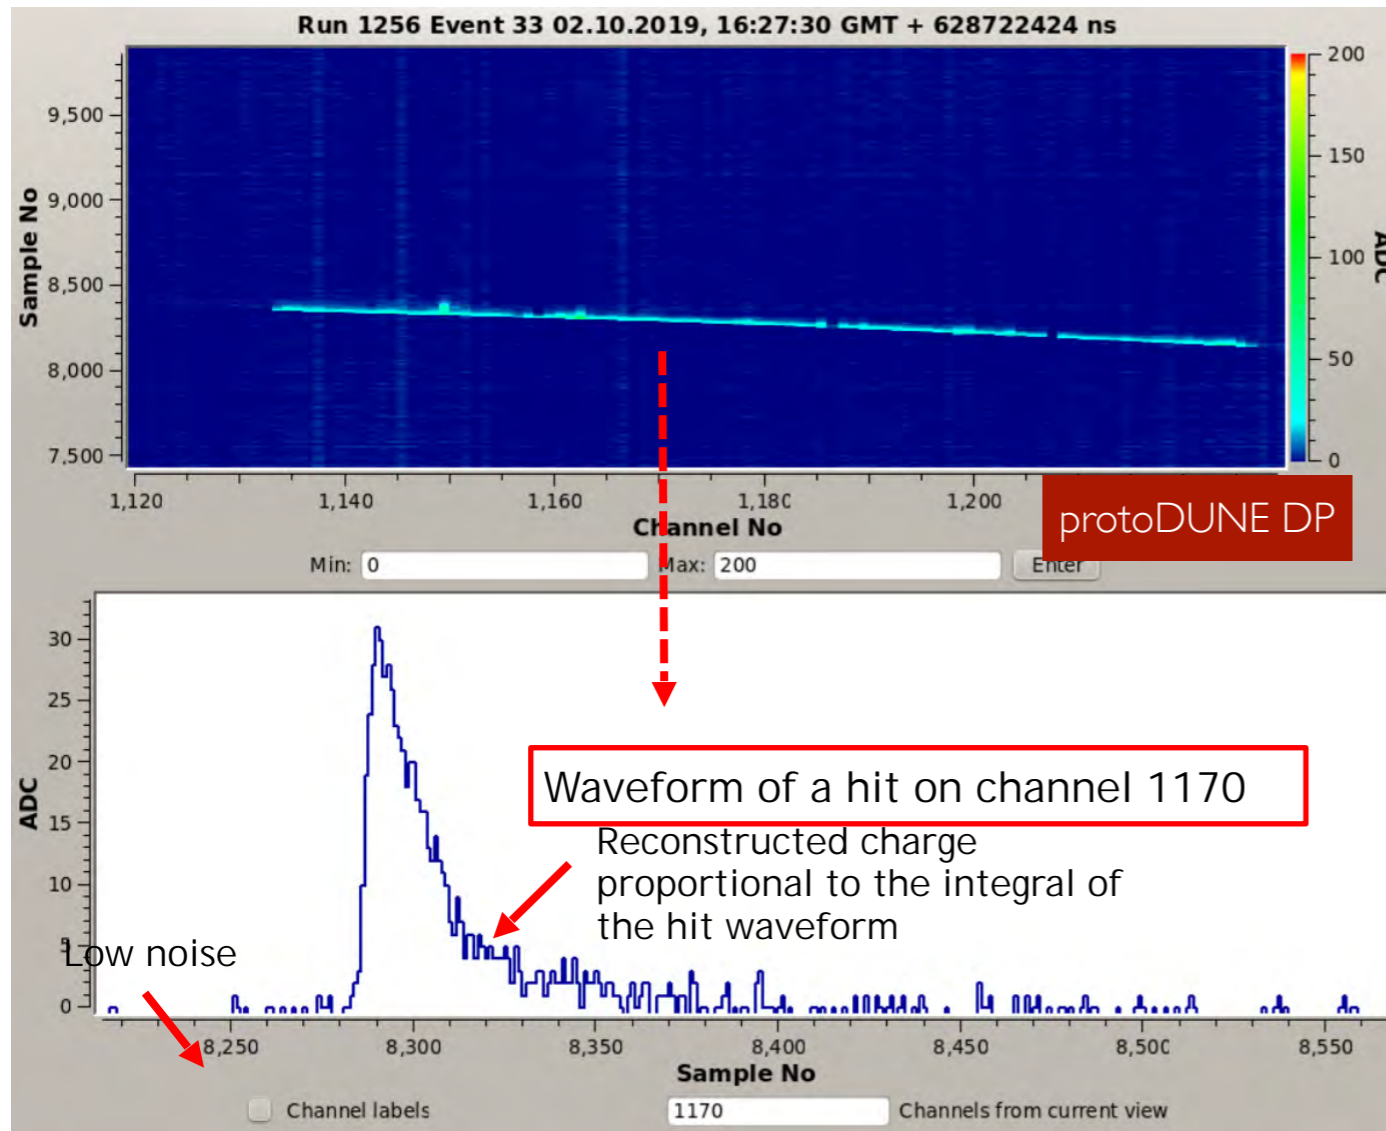 Run 1256 Event 33 02.10.2019, 16:27:30 GMT + 628722424 ns
200
150
100
50
0
ADC
Sample No
9,500
9,000
8,500
8,000
7,500
1,120 1,140 1,160 1,180 1,200
Channel No
protoDUNE DP
Min: 0 Max: 200 Enter
ADC
30
25
20
15
10
5
0
Waveform of a hit on channel 1170
Reconstructed charge
proportional to the integral of
the hit waveform
Low noise
8,250 8,300 8,350 8,400 8,450 8,500 8,550
Sample No
Channel labels 1170 Channels from current view